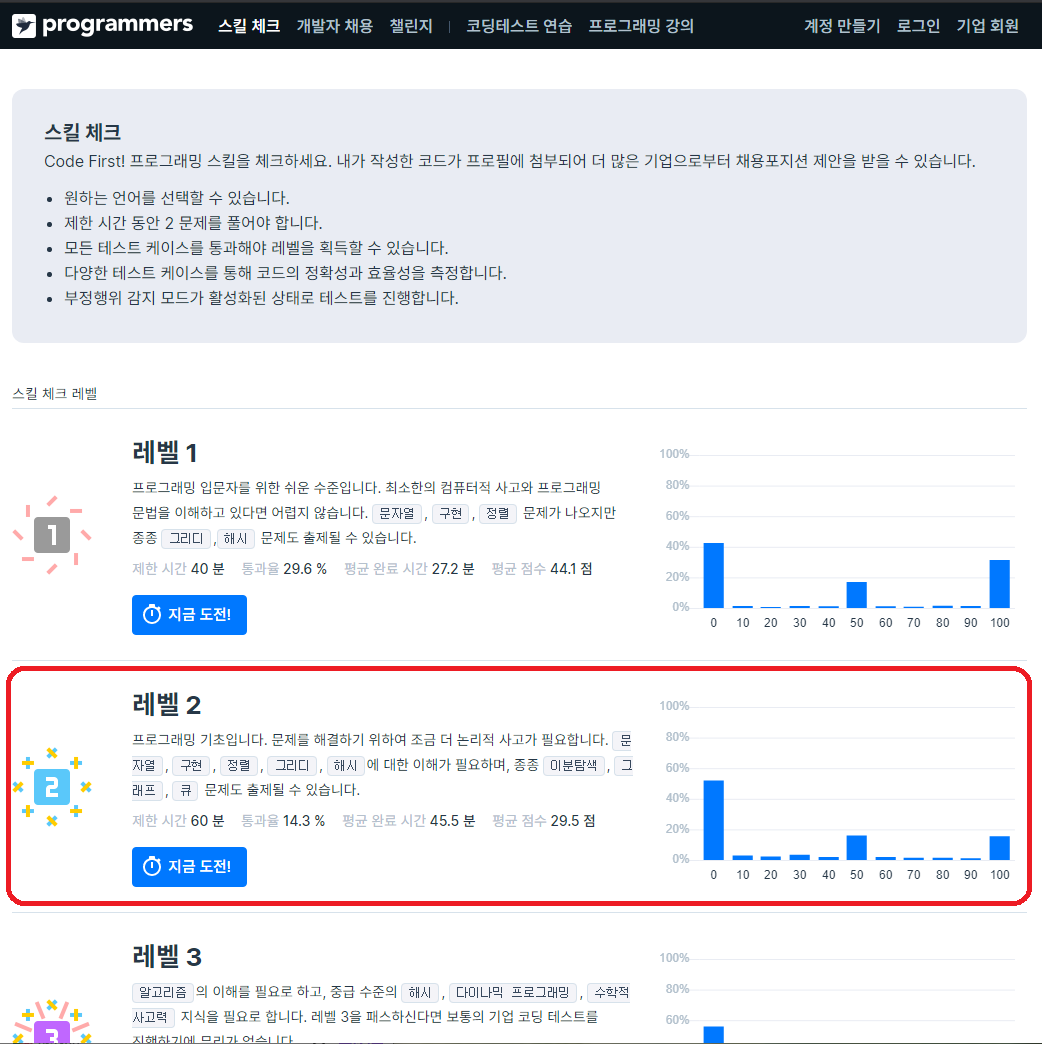 programmers 스킬 체크 개발자 채용 챌린지 | 코딩테스트 연습 프로그래밍 강의 계정 만들기 로그인 기업 회원
스킬 체크
Code First! 프로그래밍 스킬을 체크하세요. 내가 작성한 코드가 프로필에 첨부되어 더 많은 기업으로부터 채용포지션 제안을 받을 수 있습니다.
• 원하는 언어를 선택할 수 있습니다.
• 제한 시간 동안 2 문제를 풀어야 합니다.
• 모든 테스트 케이스를 통과해야 레벨을 획득할 수 있습니다.
• 다양한 테스트 케이스를 통해 코드의 정확성과 효율성을 측정합니다.
• 부정행위 감지 모드가 활성화된 상태로 테스트를 진행합니다.
스킬 체크 레벨
1
레벨 1
프로그래밍 입문자를 위한 쉬운 수준입니다. 최소한의 컴퓨터적 사고와 프로그래밍
문법을 이해하고 있다면 어렵지 않습니다. 문자열 , 구현 , 정렬 문제가 나오지만
종종 그리디 , 해시 문제도 출제될 수 있습니다.
제한 시간 40 분 통과율 29.6 % 평균 완료 시간 27.2 분 평균 점수 44.1 점
지금 도전!
100%
80%
60%
40%
20%
0%
0 10 20 30 40 50 60 70 80 90 100
2
레벨 2
프로그래밍 기초입니다. 문제를 해결하기 위하여 조금 더 논리적 사고가 필요합니다. 문
자열 , 구현 , 정렬 , 그리디 , 해시 에 대한 이해가 필요하며, 종종 이분탐색 , 그
래프 , 큐 문제도 출제될 수 있습니다.
제한 시간 60 분 통과율 14.3 % 평균 완료 시간 45.5 분 평균 점수 29.5 점
지금 도전!
100%
80%
60%
40%
20%
0%
0 10 20 30 40 50 60 70 80 90 100
3
레벨 3
알고리즘 의 이해를 필요로 하고, 중급 수준의 해시 , 다이나믹 프로그래밍 , 수학적
사고력 지식을 필요로 합니다. 레벨 3을 패스하신다면 보통의 기업 코딩 테스트를
진행하기에 무리가 없습니다.
100%
80%
60%